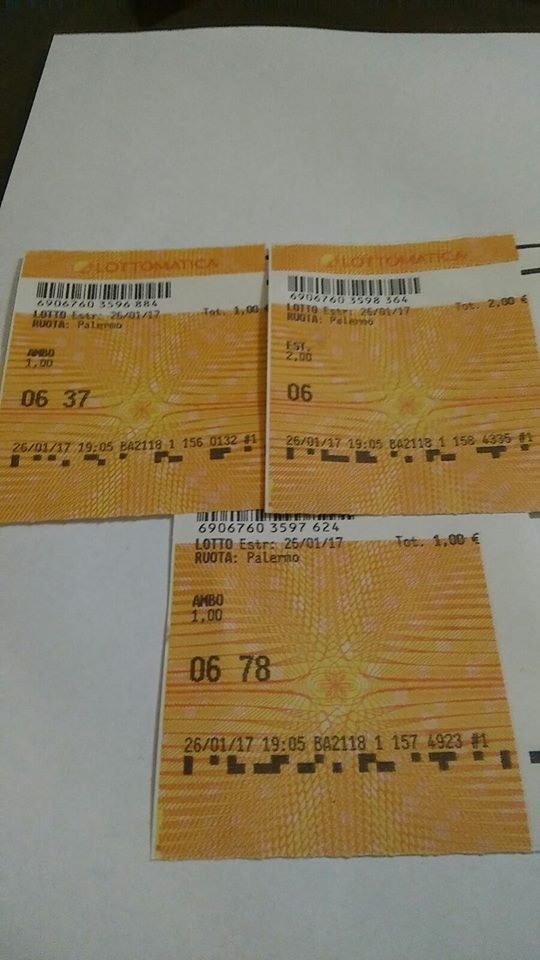 LOTTOMATICA
6906760 3596 884
LOTTO Estr: 26/01/17 Tot. 1,00 €
RUOTA: Palermo
AMBO
1,00
06 37
26/01/17 19:05 BA2118 1 156 0132 #1
LOTTOMATICA
6906760 3598 364
LOTTO Estr: 26/01/17 Tot. 2,00 €
RUOTA: Palermo
EST.
2,00
06
26/01/17 19:05 BA2118 1 158 4335 #1
6906760 3597 624
LOTTO Estr: 26/01/17 Tot. 1,00 €
RUOTA: Palermo
AMBO
1,00
06 78
26/01/17 19:05 BA2118 1 157 4923 #1